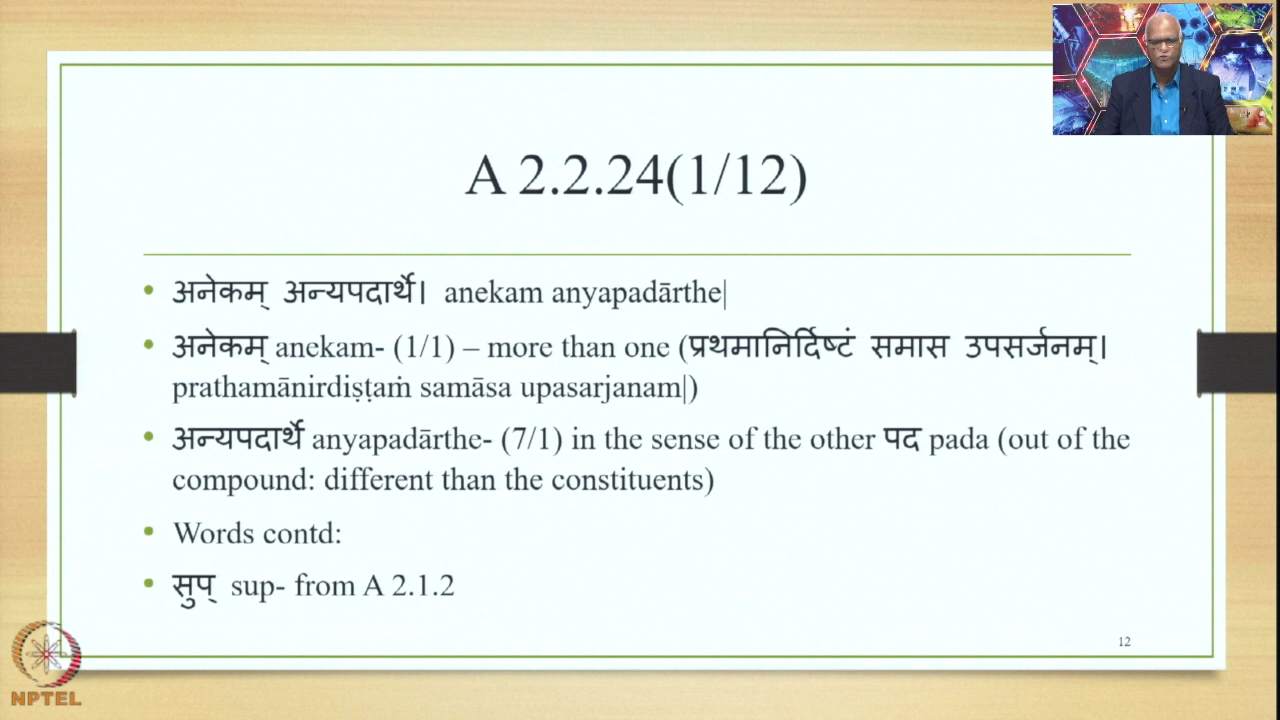 A 2.2.24(1/12)
• अनेकम् अन्यपदार्थे। anekam anyapadārthe|
• अनेकम् anekam- (1/1) – more than one (प्रथमानिर्दिष्टं समास उपसर्जनम्।
prathamānirdiṣṭaṁ samāsa upasarjanam|)
• अन्यपदार्थे anyapadārthe- (7/1) in the sense of the other पद pada (out of the
compound: different than the constituents)
• Words contd:
• सुप् sup- from A 2.1.2
12
NPTEL